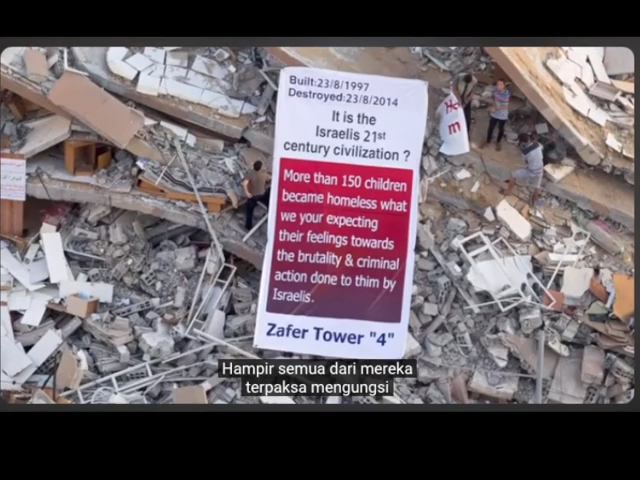 Built:23/8/1997
Destroyed:23/8/2014
It is the
Israelis 21st
century civilization ?
More than 150 children
became homeless what
we your expecting
their feelings towards
the brutality & criminal
action done to thim by
Israelis.
Zafer Tower "4"
Hampir semua dari mereka
terpaksa mengungsi